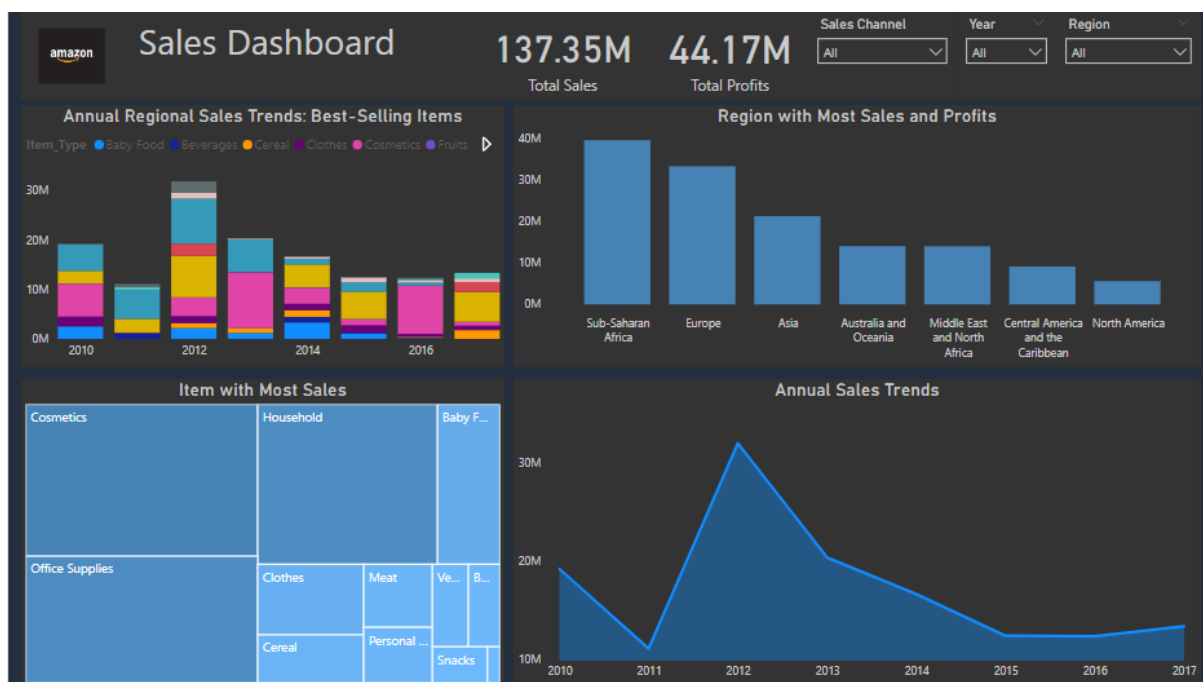 amazon
Sales Dashboard
137.35M
Total Sales
44.17M
Total Profits
Sales Channel
All
Year
All
Region
All
Annual Regional Sales Trends: Best-Selling Items
Item_Type Baby Food Beverages Cereal Clothes Cosmetics Fruits
30M
20M
10M
0M
2010 2012 2014 2016
Region with Most Sales and Profits
40M
30M
20M
10M
0M
Sub-Saharan
Africa
Europe
Asia
Australia and
Oceania
Middle East
and North
Africa
Central America
and the
Caribbean
North America
Item with Most Sales
Cosmetics
Household
Baby F...
Office Supplies
Clothes
Meat
Ve...
B...
Cereal
Personal ...
Snacks
Annual Sales Trends
30M
20M
10M
2010 2011 2012 2013 2014 2015 2016 2017